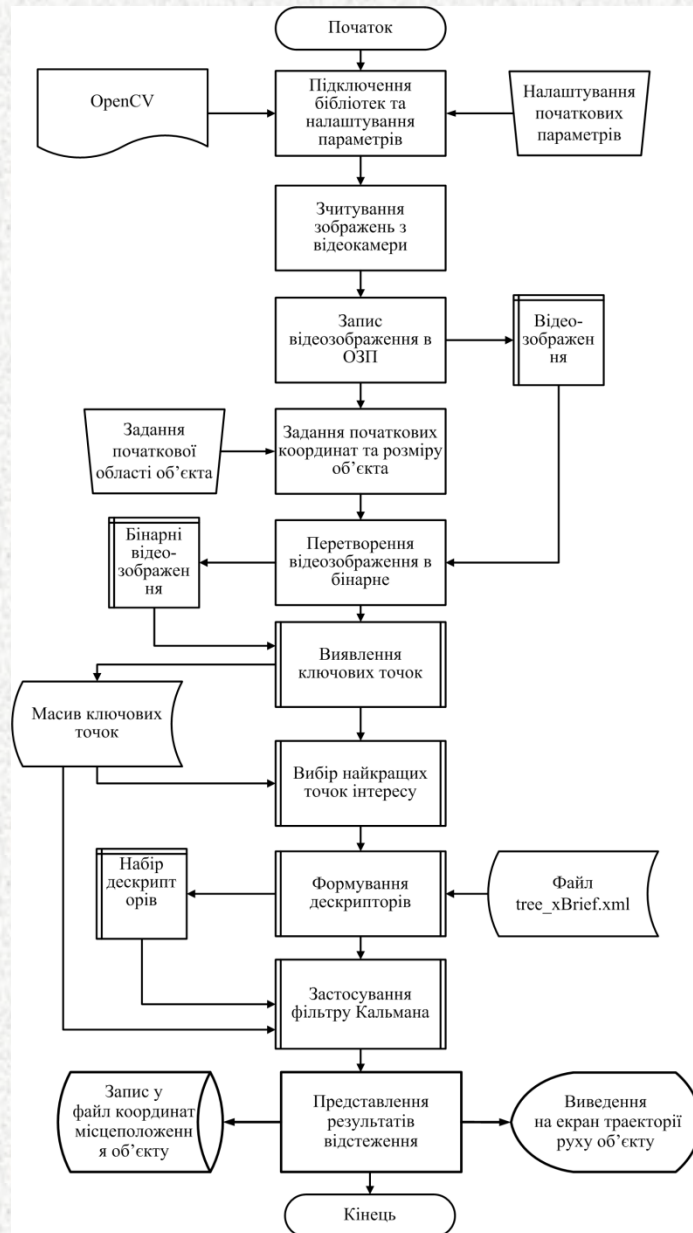 Початок
OpenCV
Підключення
бібліотек та
налаштування
параметрів
Налаштування
початкових
параметрів
Зчитування
зображень з
відеокамери
Запис
відеозображення в
ОЗП
Відео-
зображен
ня
Задання
початкової
області об’єкта
Задання початкових
координат та розміру
об’єкта
Бінарні
відео-
зображен
ня
Перетворення
відеозображення в
бінарне
Виявлення
ключових точок
Масив ключових
точок
Вибір найкращих
точок інтересу
Набір
дескрипт
орів
Формування
дескрипторів
Файл
tree_xBrief.xml
Застосування
фільтру Кальмана
Запис у
файл координат
місцеположенн
я об’єкту
Представлення
результатів
відстеження
Виведення
на екран траекторії
руху об’єкту
Кінець